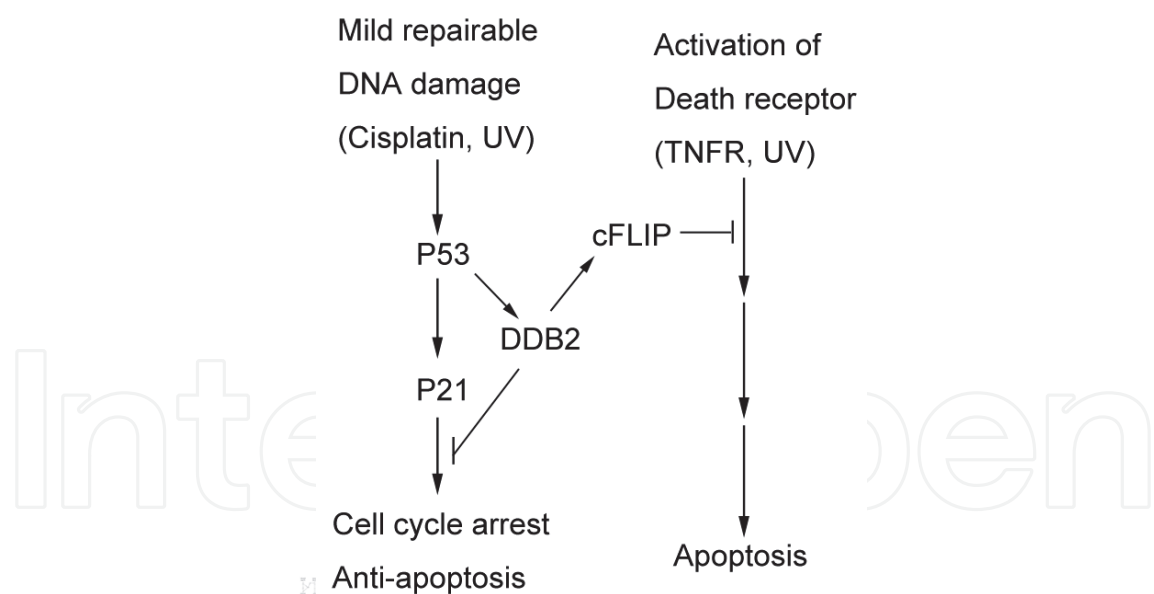 Mild repairable
DNA damage
(Cisplatin, UV)
Activation of
Death receptor
(TNFR, UV)
P53
cFLIP
DDB2
P21
Cell cycle arrest
Anti-apoptosis
Apoptosis